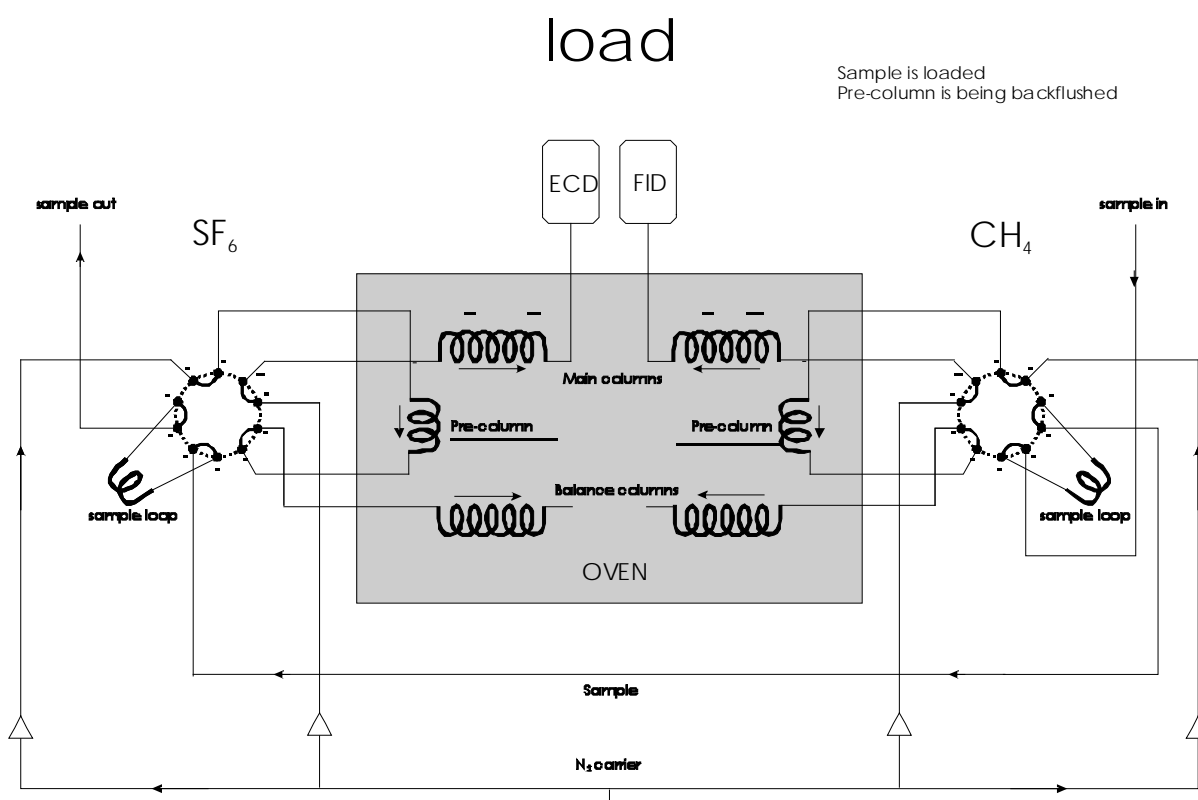 load
Sample is loaded
Pre-column is being backflushed
ECD
FID
sample out
sample in
SF₆
CH₄
Main columns
Pre-column
Pre-column
Balance columns
sample loop
sample loop
OVEN
Sample
N₂ carrier